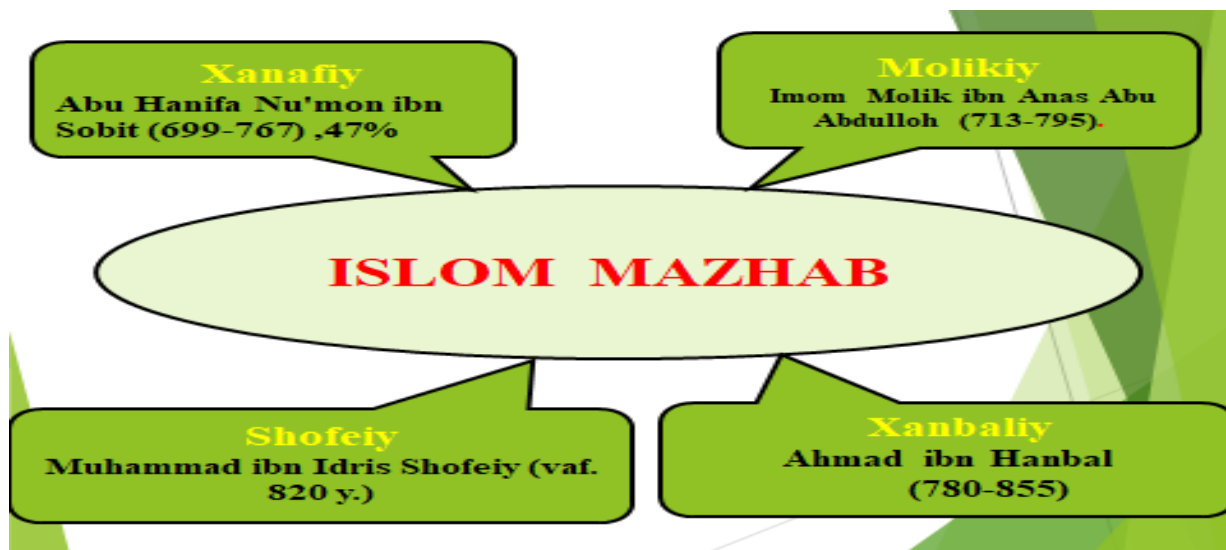 Xanafiy
Abu Hanifa Nu'mon ibn
Sobit (699-767) ,47%
Molikiy
Imom Molik ibn Anas Abu
Abdulloh (713-795).
ISLOM MAZHAB
Shofeiy
Muhammad ibn Idris Shofeiy (vaf.
820 y.)
Xanbaliy
Ahmad ibn Hanbal
(780-855)